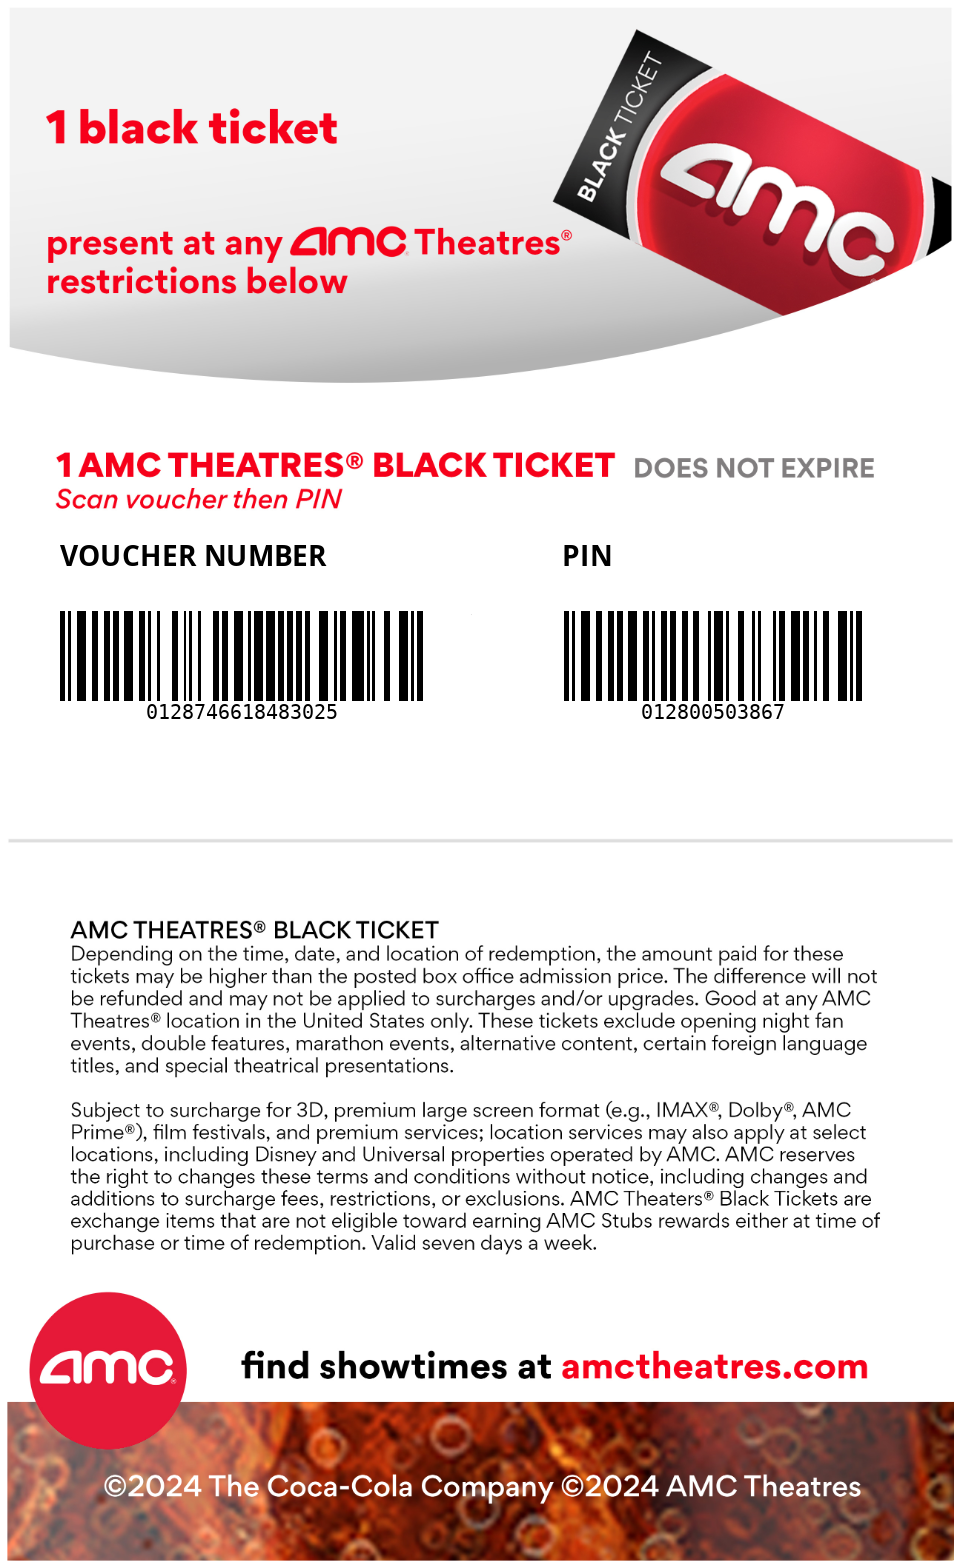 BLACK TICKET
amc
1 black ticket
present at any amc Theatres®
restrictions below
1 AMC THEATRES® BLACK TICKET DOES NOT EXPIRE
Scan voucher then PIN
VOUCHER NUMBER PIN
0128746618483025 012800503867
AMC THEATRES® BLACK TICKET
Depending on the time, date, and location of redemption, the amount paid for these
tickets may be higher than the posted box office admission price. The difference will not
be refunded and may not be applied to surcharges and/or upgrades. Good at any AMC
Theatres® location in the United States only. These tickets exclude opening night fan
events, double features, marathon events, alternative content, certain foreign language
titles, and special theatrical presentations.
Subject to surcharge for 3D, premium large screen format (e.g., IMAX®, Dolby®, AMC
Prime®), film festivals, and premium services; location services may also apply at select
locations, including Disney and Universal properties operated by AMC. AMC reserves
the right to changes these terms and conditions without notice, including changes and
additions to surcharge fees, restrictions, or exclusions. AMC Theaters® Black Tickets are
exchange items that are not eligible toward earning AMC Stubs rewards either at time of
purchase or time of redemption. Valid seven days a week.
amc®
find showtimes at amctheatres.com
©2024 The Coca-Cola Company ©2024 AMC Theatres